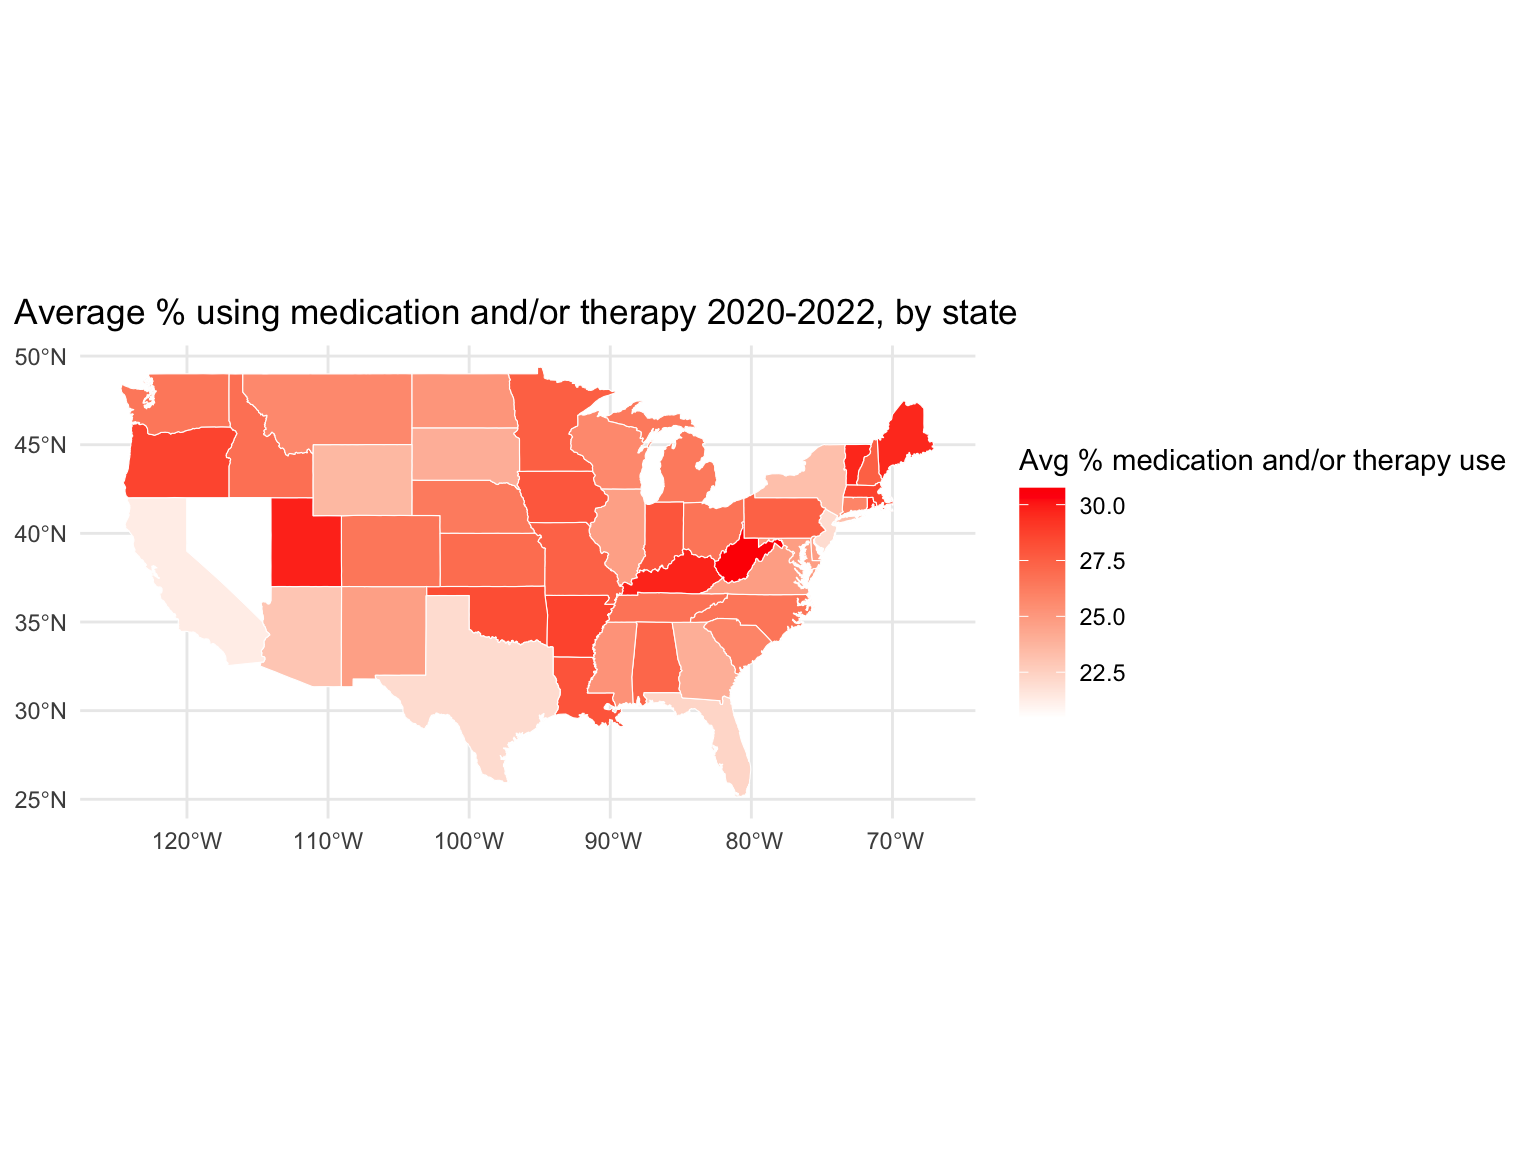 Average % using medication and/or therapy 2020-2022, by state
50°N
45°N
40°N
35°N
30°N
25°N
120°W 110°W 100°W 90°W 80°W 70°W
Avg % medication and/or therapy use
30.0
27.5
25.0
22.5